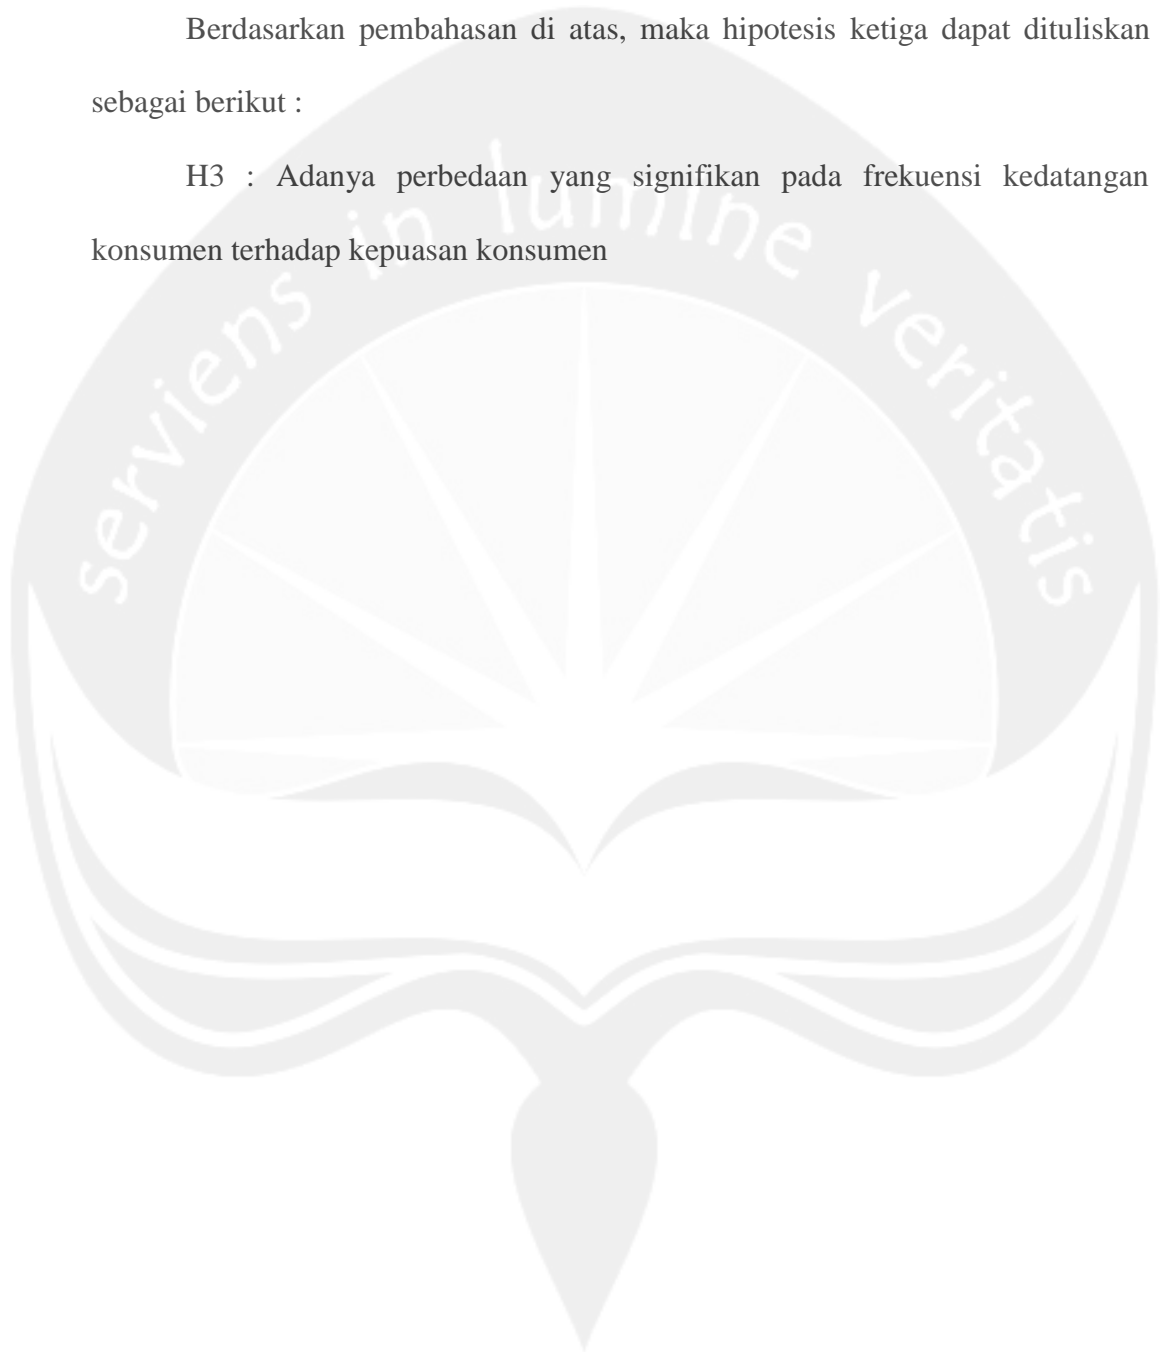 Berdasarkan pembahasan di atas, maka hipotesis ketiga dapat dituliskan
sebagai berikut :
H3 : Adanya perbedaan yang signifikan pada frekuensi kedatangan
konsumen terhadap kepuasan konsumen
serviens in lumine veritatis